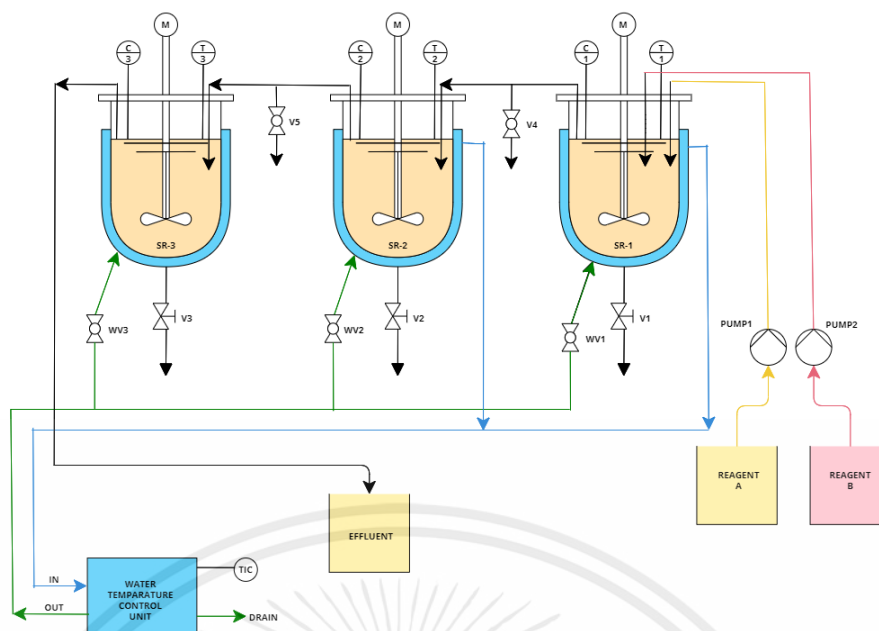 M
M
M
C
3
T
3
C
2
T
2
C
1
T
1
V5
V4
SR-3
SR-2
SR-1
WV3
V3
WV2
V2
WV1
V1
PUMP1
PUMP2
REAGENT
A
REAGENT
B
EFFLUENT
IN
OUT
WATER
TEMPARATURE
CONTROL
UNIT
TIC
DRAIN